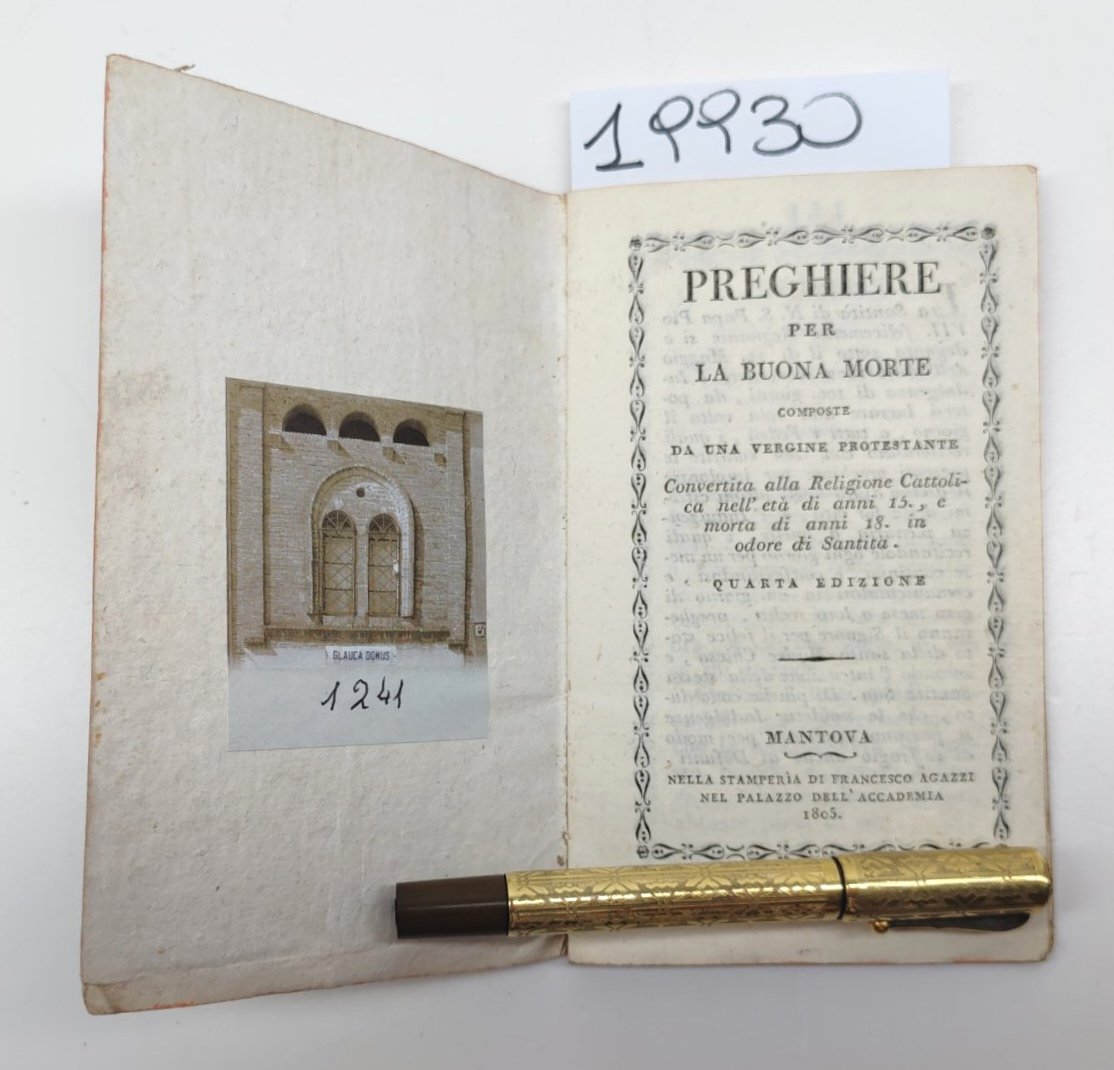 19930
GLAUCA DOMUS
1241
PREGHIERE
PER
LA BUONA MORTE
COMPOSTE
DA UNA VERGINE PROTESTANTE
Convertita alla Religione Cattoli-
ca nell'età di anni 15., e
morta di anni 18. in
odore di Santità.
QUARTA EDIZIONE
MANTOVA
NELLA STAMPERÌA DI FRANCESCO AGAZZI
NEL PALAZZO DELL'ACCADEMIA
1805.